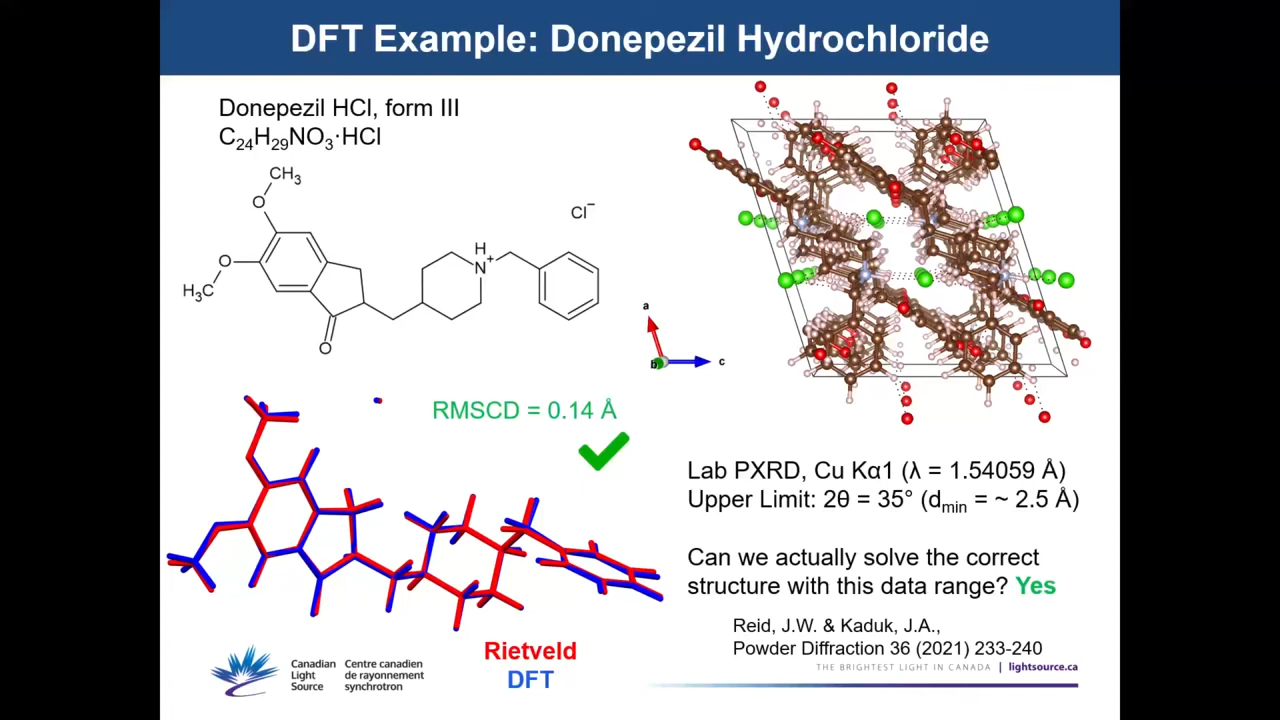 DFT Example: Donepezil Hydrochloride
Donepezil HCl, form III
C₂₄H₂₉NO₃·HCl
CH₃
O
Cl⁻
H
N⁺
O
H₃C
O
a
b
c
RMSCD = 0.14 Å
Lab PXRD, Cu Kα1 (λ = 1.54059 Å)
Upper Limit: 2θ = 35° (dmin = ~ 2.5 Å)
Can we actually solve the correct
structure with this data range? Yes
Reid, J.W. & Kaduk, J.A.,
Powder Diffraction 36 (2021) 233-240
Rietveld
DFT
Canadian
Light
Source
Centre canadien
de rayonnement
synchrotron
THE BRIGHTEST LIGHT IN CANADA | lightsource.ca